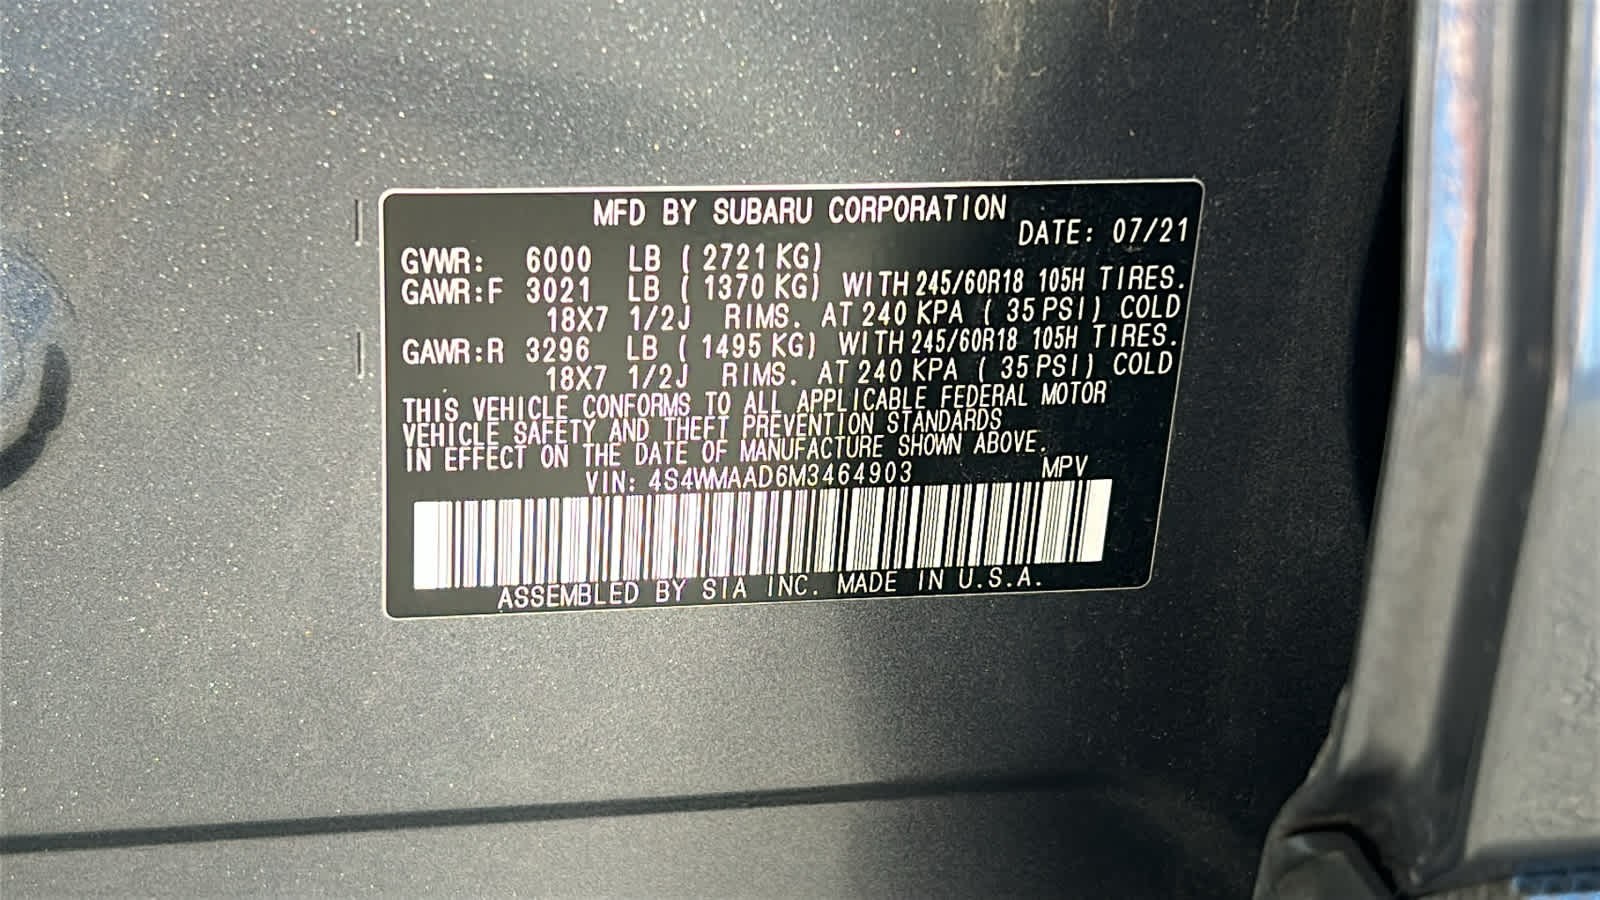 MFD BY SUBARU CORPORATION
DATE: 07/21
GVWR: 6000 LB ( 2721 KG)
GAWR:F 3021 LB ( 1370 KG) WITH 245/60R18 105H TIRES.
18X7 1/2J RIMS. AT 240 KPA ( 35 PSI) COLD
GAWR:R 3296 LB ( 1495 KG) WITH 245/60R18 105H TIRES.
18X7 1/2J RIMS. AT 240 KPA ( 35 PSI) COLD
THIS VEHICLE CONFORMS TO ALL APPLICABLE FEDERAL MOTOR
VEHICLE SAFETY AND THEFT PREVENTION STANDARDS
IN EFFECT ON THE DATE OF MANUFACTURE SHOWN ABOVE.
VIN: 4S4WMAAD6M3464903 MPV
ASSEMBLED BY SIA INC. MADE IN U.S.A.